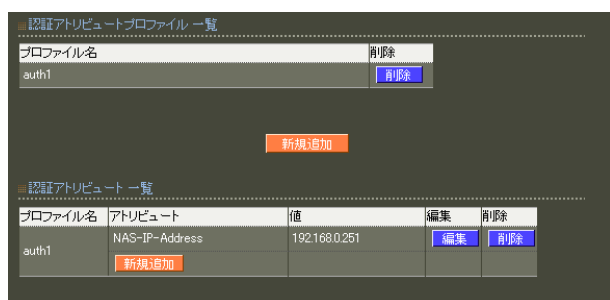 認証アトリビュートプロファイル 一覧
プロファイル名 削除
auth1 削除
新規追加
認証アトリビュート 一覧
プロファイル名 アトリビュート 値 編集 削除
auth1 NAS-IP-Address 192.168.0.251 編集 削除
新規追加